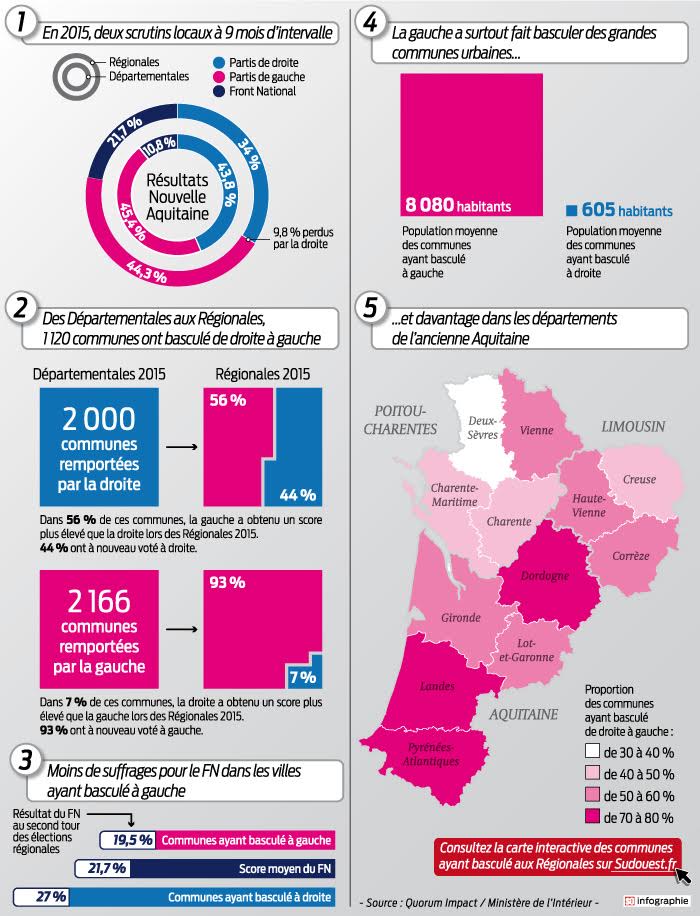 1
En 2015, deux scrutins locaux à 9 mois d'intervalle
Régionales
Départementales
Partis de droite
Partis de gauche
Front National
21,7 %
34 %
10,8 %
43,8 %
45,4 %
44,3 %
Résultats
Nouvelle
Aquitaine
9,8 % perdus
par la droite
2
Des Départementales aux Régionales,
1 120 communes ont basculé de droite à gauche
Départementales 2015
Régionales 2015
2 000
communes
remportées
par la droite
56 %
44 %
Dans 56 % de ces communes, la gauche a obtenu un score
plus élevé que la droite lors des Régionales 2015.
44 % ont à nouveau voté à droite.
2 166
communes
remportées
par la gauche
93 %
7 %
Dans 7 % de ces communes, la droite a obtenu un score plus
élevé que la gauche lors des Régionales 2015.
93 % ont à nouveau voté à gauche.
3
Moins de suffrages pour le FN dans les villes
ayant basculé à gauche
Résultat du FN
au second tour
des élections
régionales
19,5 %
Communes ayant basculé à gauche
21,7 %
Score moyen du FN
27 %
Communes ayant basculé à droite
4
La gauche a surtout fait basculer des grandes
communes urbaines...
8 080 habitants
Population moyenne
des communes
ayant basculé
à gauche
605 habitants
Population moyenne
des communes
ayant basculé
à droite
5
...et davantage dans les départements
de l'ancienne Aquitaine
POITOU-
CHARENTES
Deux-
Sèvres
Vienne
LIMOUSIN
Creuse
Charente-
Maritime
Charente
Haute-
Vienne
Corrèze
Dordogne
Gironde
Lot-
et-Garonne
Landes
AQUITAINE
Pyrénées-
Atlantiques
Proportion
des communes
ayant basculé
de droite à gauche :
de 30 à 40 %
de 40 à 50 %
de 50 à 60 %
de 70 à 80 %
Consultez la carte interactive des communes
ayant basculé aux Régionales sur Sudouest.fr
- Source : Quorum Impact / Ministère de l'Intérieur -
infographie